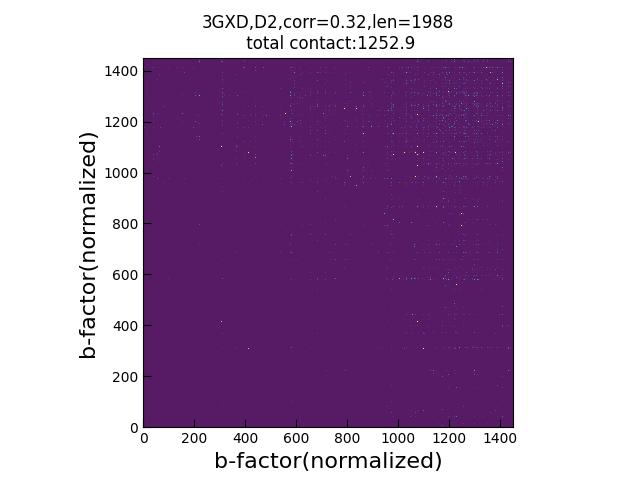 3GXD,D2,corr=0.32,len=1988
total contact:1252.9
b-factor(normalized)
1400
1200
1000
800
600
400
200
0
0 200 400 600 800 1000 1200 1400
b-factor(normalized)